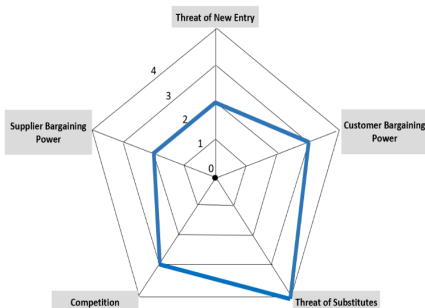 Threat of New Entry
4
3
2
1
0
Supplier Bargaining
Power
Customer Bargaining
Power
Competition
Threat of Substitutes